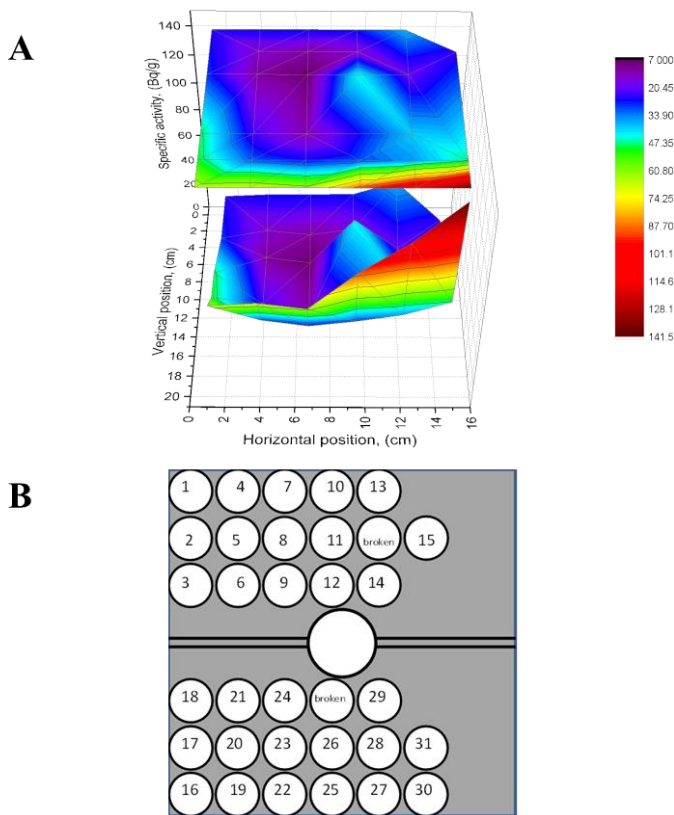 A
Specific activity, (Bq/g)
140
120
100
80
60
40
20
0
Vertical position, (cm)
0
2
4
6
8
10
12
14
16
18
20
0 2 4 6 8 10 12 14 16
Horizontal position, (cm)
7.000
20.45
33.90
47.35
60.80
74.25
87.70
101.1
114.6
128.1
141.5
B
1 4 7 10 13
2 5 8 11 broken 15
3 6 9 12 14
18 21 24 broken 29
17 20 23 26 28 31
16 19 22 25 27 30